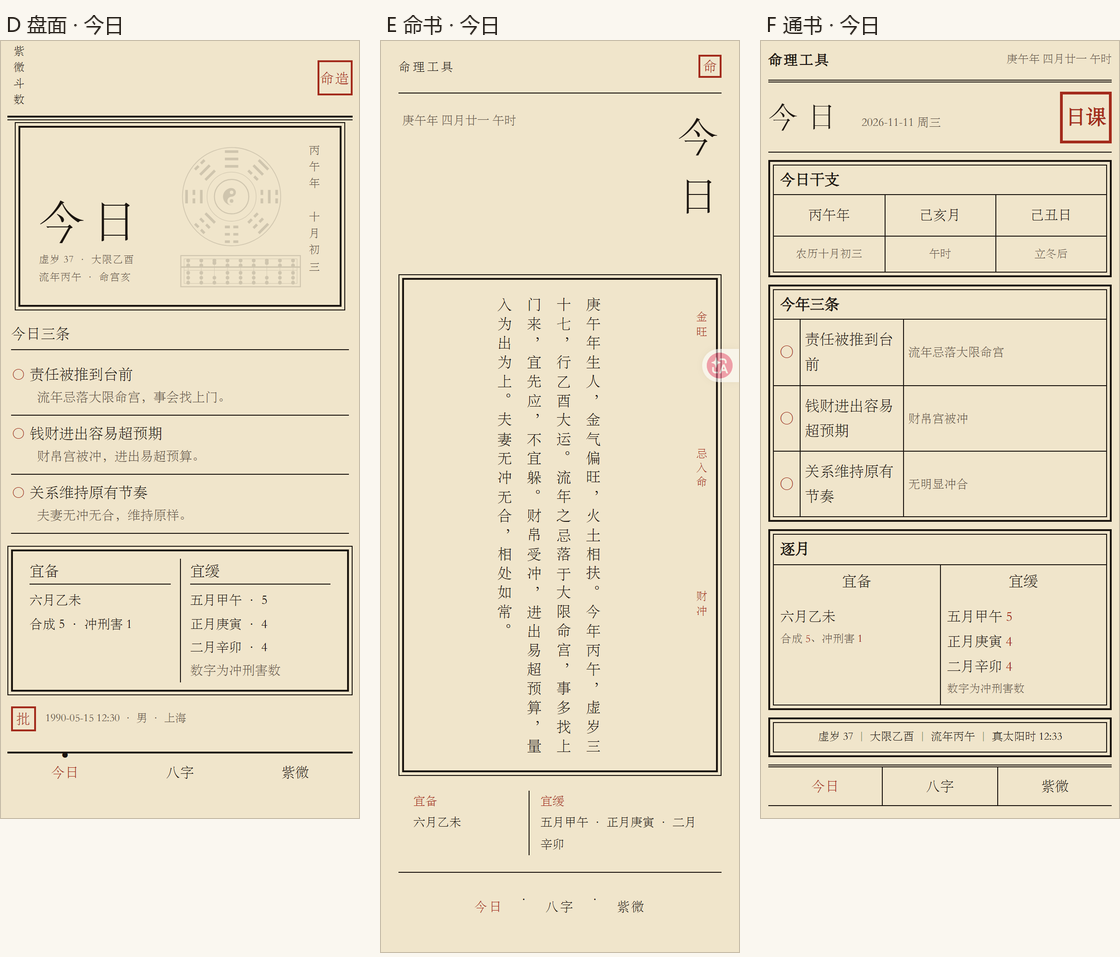 D 盘面 · 今日
紫微斗数
命造
今日
虚岁 37 · 大限乙酉
流年丙午 · 命宫亥
丙午年 十月初三
今日三条
○ 责任被推到台前
流年忌落大限命宫，事会找上门。
○ 钱财进出容易超预期
财帛宫被冲，进出易超预算。
○ 关系维持原有节奏
夫妻无冲无合，维持原样。
宜备
六月乙未
合成 5 · 冲刑害 1
宜缓
五月甲午 · 5
正月庚寅 · 4
二月辛卯 · 4
数字为冲刑害数
批
1990-05-15 12:30 · 男 · 上海
今日 八字 紫微
E 命书 · 今日
命理工具
命
庚午年 四月廿一 午时
今日
金旺
忌入命
财冲
庚午年生人，金气偏旺，火土相扶。今年丙午，虚岁三
十七，行乙酉大运。流年之忌落于大限命宫，事多找上
门来，宜先应，不宜躲。财帛受冲，进出易超预算，量
入为出为上。夫妻无冲无合，相处如常。
宜备
六月乙未
宜缓
五月甲午 · 正月庚寅 · 二月
辛卯
今日 · 八字 · 紫微
F 通书 · 今日
命理工具
庚午年 四月廿一 午时
今日
2026-11-11 周三
日课
今日干支
丙午年 己亥月 己丑日
农历十月初三 午时 立冬后
今年三条
○ 责任被推到台
前
流年忌落大限命宫
○ 钱财进出容易
超预期
财帛宫被冲
○ 关系维持原有
节奏
无明显冲合
逐月
宜备
六月乙未
合成 5、冲刑害 1
宜缓
五月甲午 5
正月庚寅 4
二月辛卯 4
数字为冲刑害数
虚岁 37 | 大限乙酉 | 流年丙午 | 真太阳时 12:33
今日 八字 紫微